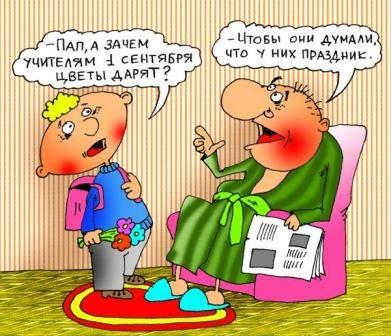 -Пап, а зачем
учителям 1 сентября
цветы дарят?
-Чтобы они думали,
что у них праздник.